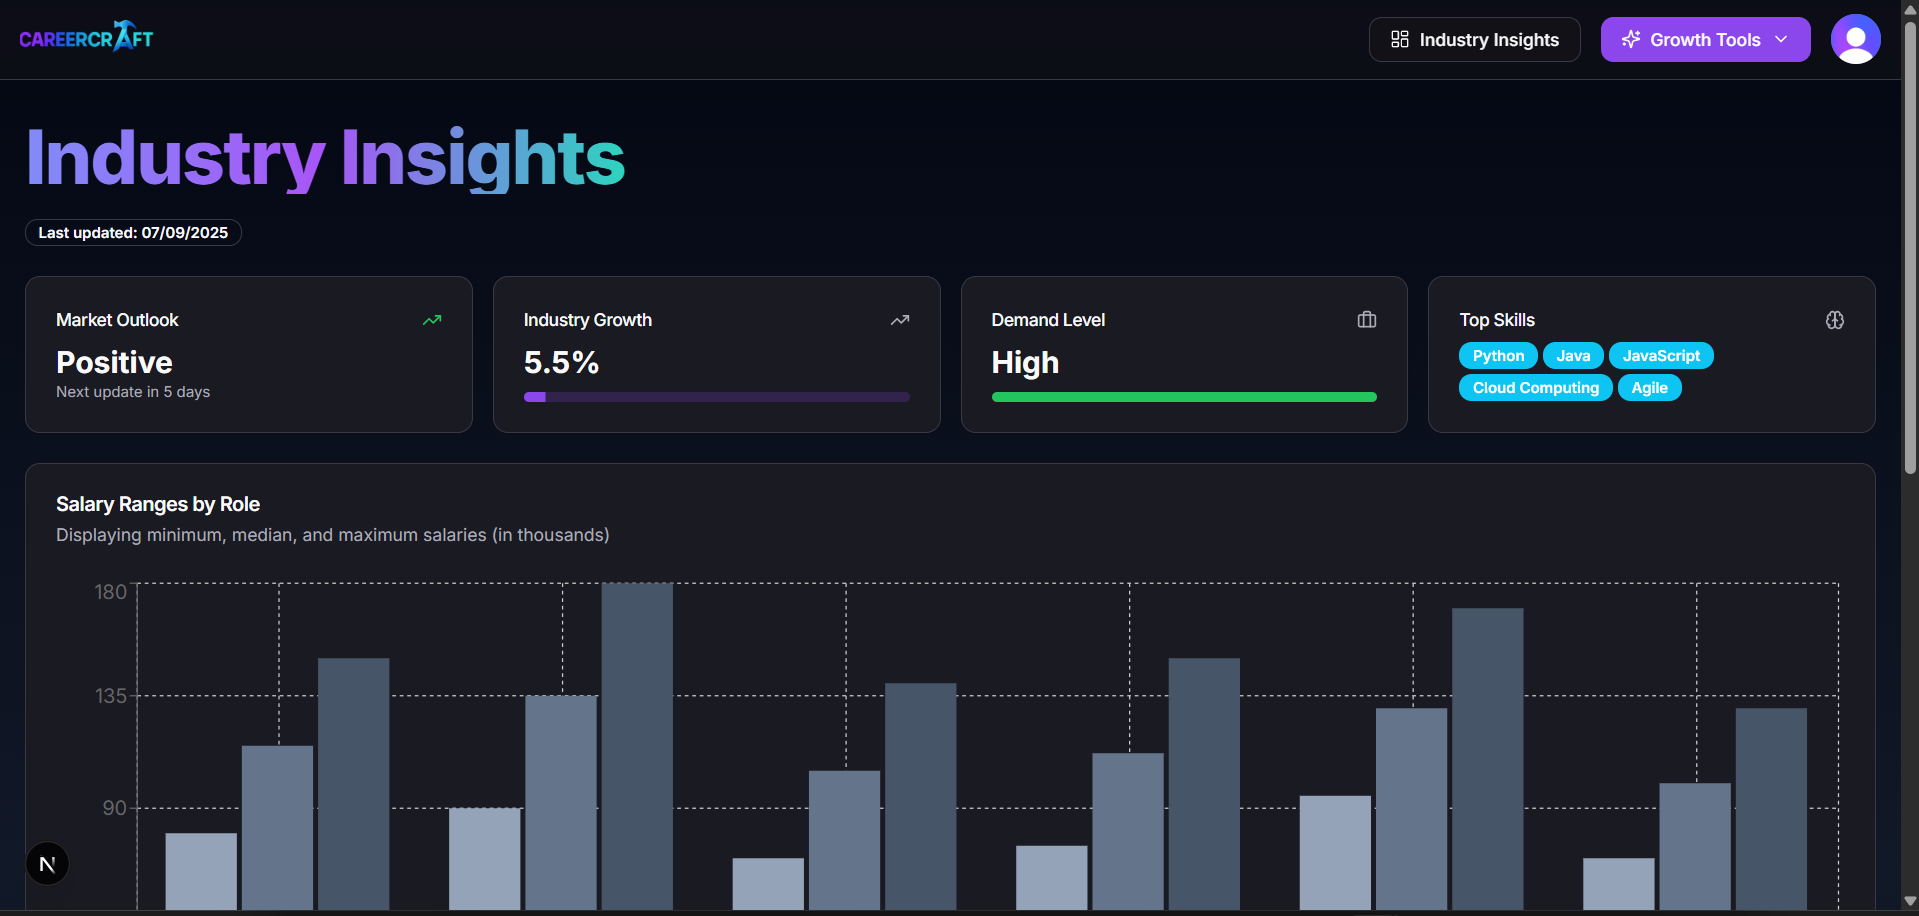 CAREERCRAFT
Industry Insights
Growth Tools
Industry Insights
Last updated: 07/09/2025
Market Outlook
Positive
Next update in 5 days
Industry Growth
5.5%
Demand Level
High
Top Skills
Python Java JavaScript
Cloud Computing Agile
Salary Ranges by Role
Displaying minimum, median, and maximum salaries (in thousands)
180
135
90
N